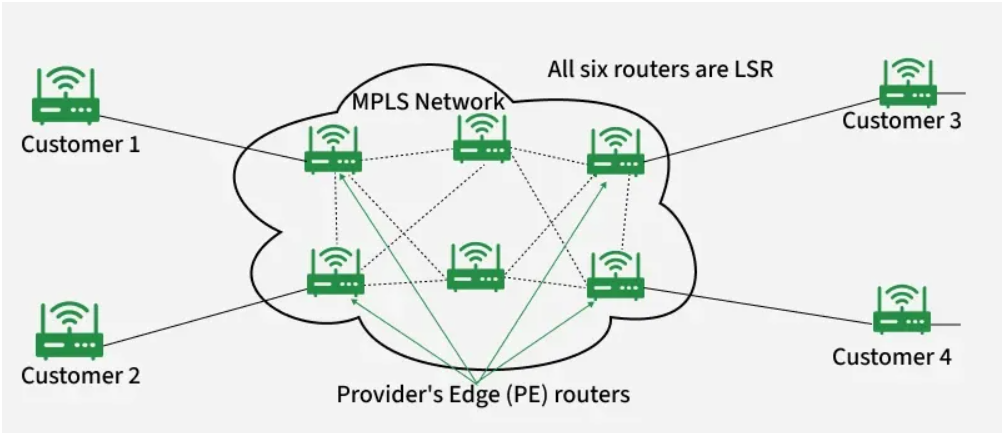 All six routers are LSR
MPLS Network
Customer 1
Customer 3
Customer 2
Customer 4
Provider's Edge (PE) routers